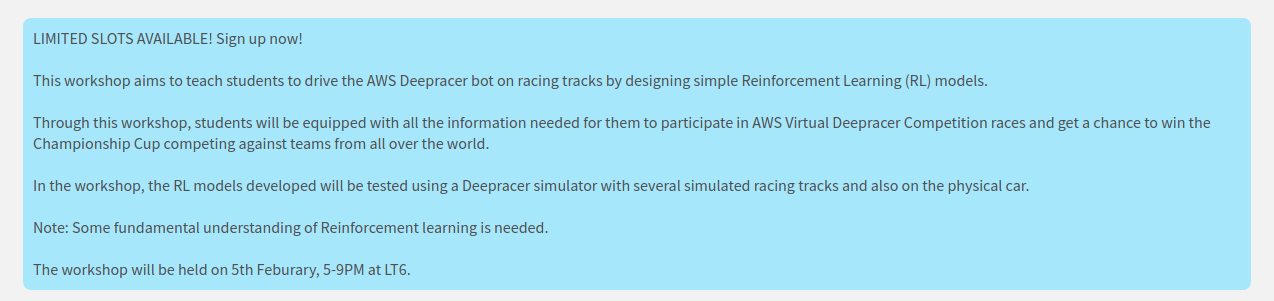 LIMITED SLOTS AVAILABLE! Sign up now!
This workshop aims to teach students to drive the AWS Deepracer bot on racing tracks by designing simple Reinforcement Learning (RL) models.
Through this workshop, students will be equipped with all the information needed for them to participate in AWS Virtual Deepracer Competition races and get a chance to win the
Championship Cup competing against teams from all over the world.
In the workshop, the RL models developed will be tested using a Deepracer simulator with several simulated racing tracks and also on the physical car.
Note: Some fundamental understanding of Reinforcement learning is needed.
The workshop will be held on 5th Feburary, 5-9PM at LT6.